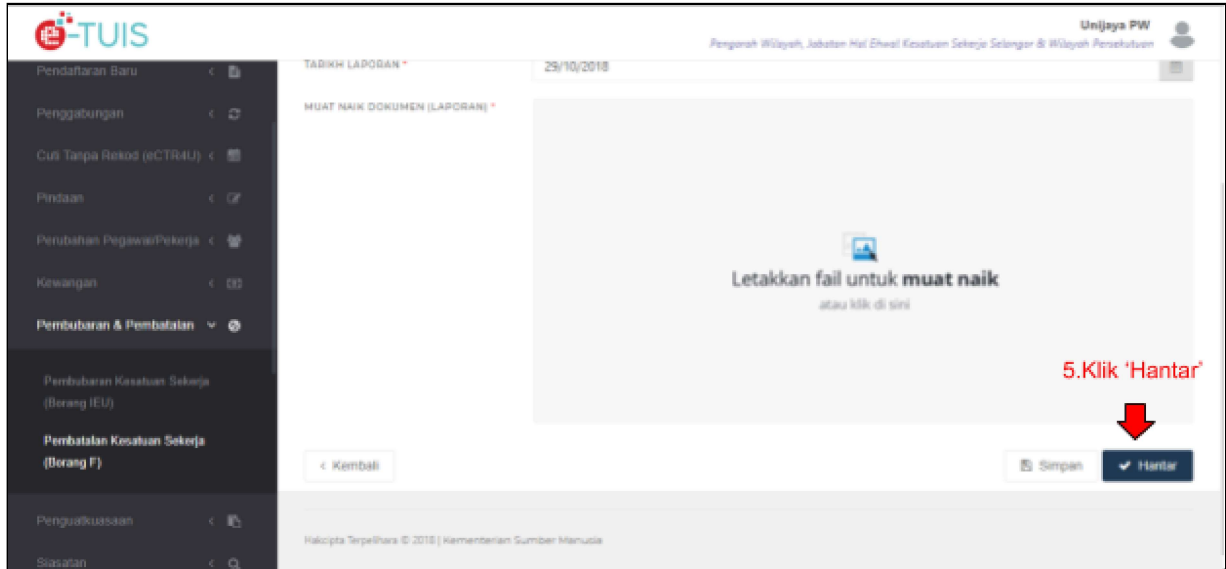 e-TUIS
Unijaya PW
Pengarah Wilayah, Jabatan Hal Ehwal Kesatuan Sekerja Selangor & Wilayah Persekutuan
Pendaftaran Baru
Penggabungan
Cuti Tanpa Rekod (eCTR4U)
Pindaan
Perubahan Pegawai/Pekerja
Kewangan
Pembubaran & Pembatalan
Pembubaran Kesatuan Sekerja
(Borang IEU)
Pembatalan Kesatuan Sekerja
(Borang F)
Penguatkuasaan
Siasatan
TARIKH LAPORAN *
29/10/2018
MUAT NAIK DOKUMEN (LAPORAN) *
Letakkan fail untuk muat naik
atau klik di sini
5.Klik ‘Hantar’
< Kembali
Simpan
Hantar
Hakcipta Terpelihara © 2018 | Kementerian Sumber Manusia